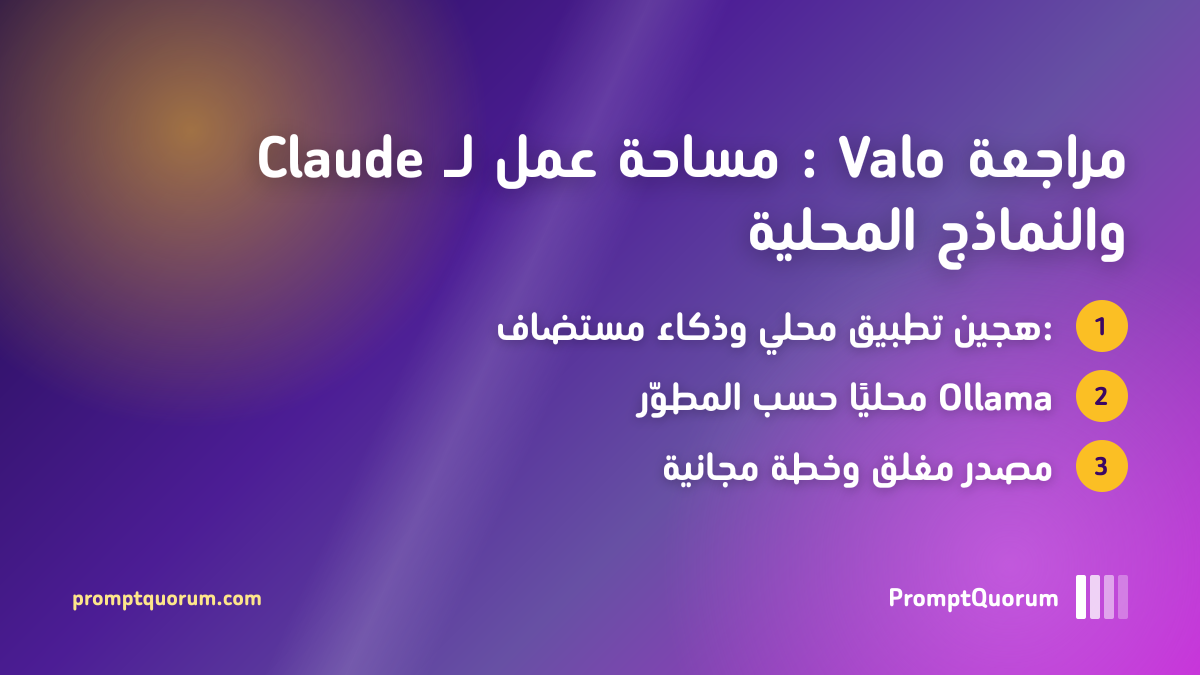 مراجعة Valo : مساحة عمل لـ Claude
والنماذج المحلية
1 هجين تطبيق محلي وذكاء مستضاف:
2 Ollama محليًا حسب المطوّر
3 مصدر مغلق وخطة مجانية
PromptQuorum
promptquorum.com